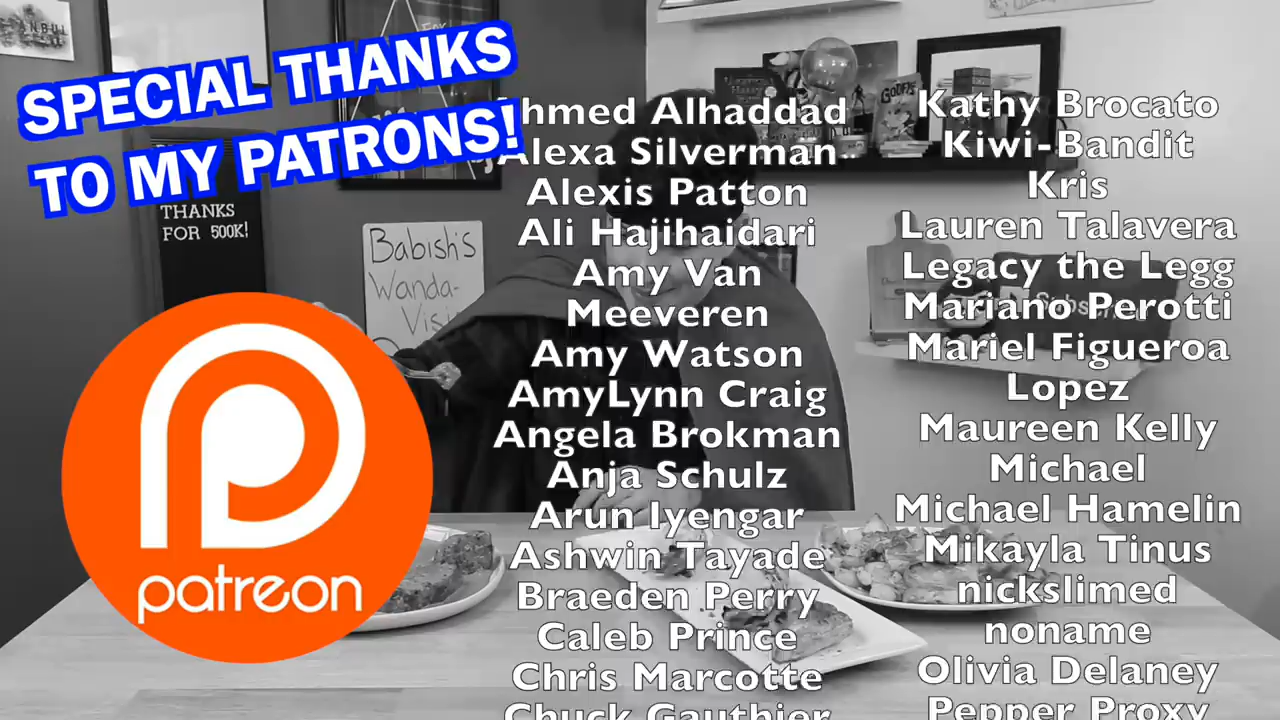 SPECIAL THANKS
TO MY PATRONS!
THANKS
FOR 500K!
Babish's
Wanda-
patreon
Ahmed Alhaddad
Alexa Silverman
Alexis Patton
Ali Hajihaidari
Amy Van
Meeveren
Amy Watson
AmyLynn Craig
Angela Brokman
Anja Schulz
Arun Iyengar
Ashwin Tayade
Braeden Perry
Caleb Prince
Chris Marcotte
Chuck Gauthier
Kathy Brocato
Kiwi-Bandit
Kris
Lauren Talavera
Legacy the Legg
Mariano Perotti
Mariel Figueroa
Lopez
Maureen Kelly
Michael
Michael Hamelin
Mikayla Tinus
nickslimed
noname
Olivia Delaney
Pepper Proxy